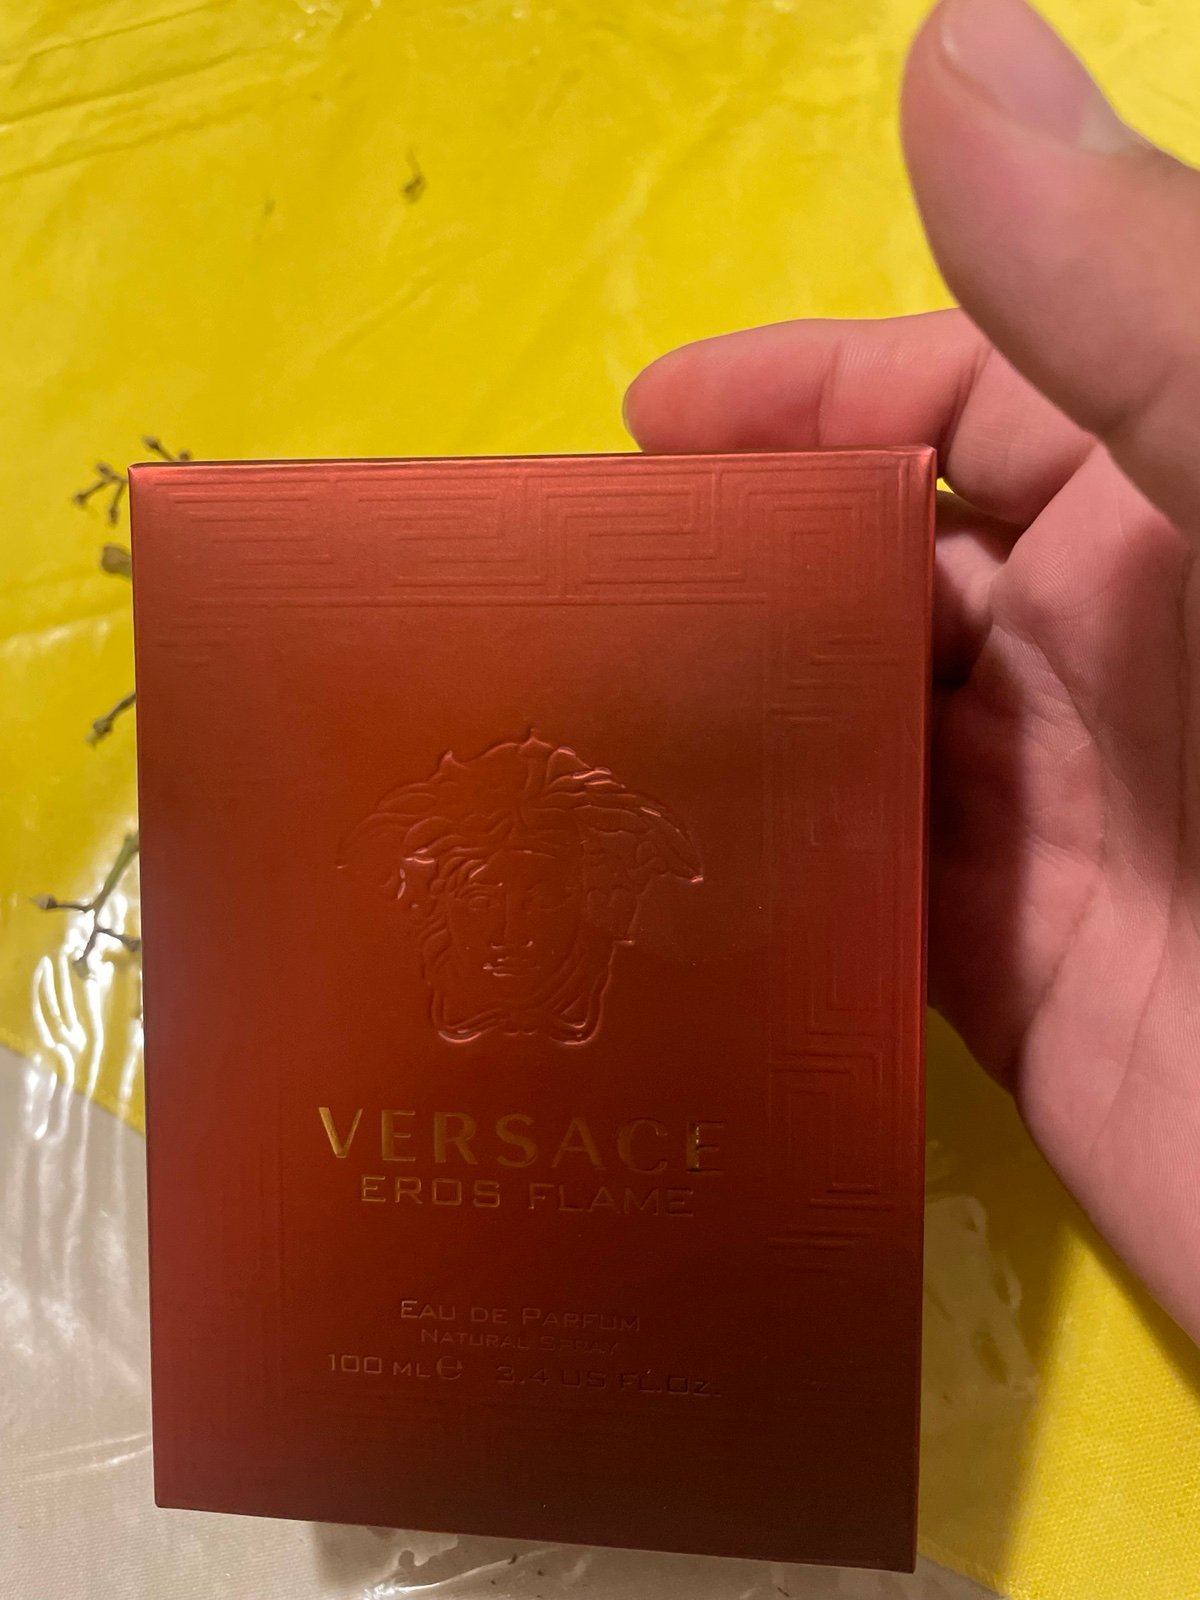 VERSACE
EROS FLAME
EAU DE PARFUM
NATURAL SPRAY
100 ML ℮ 3.4 US FL.OZ.